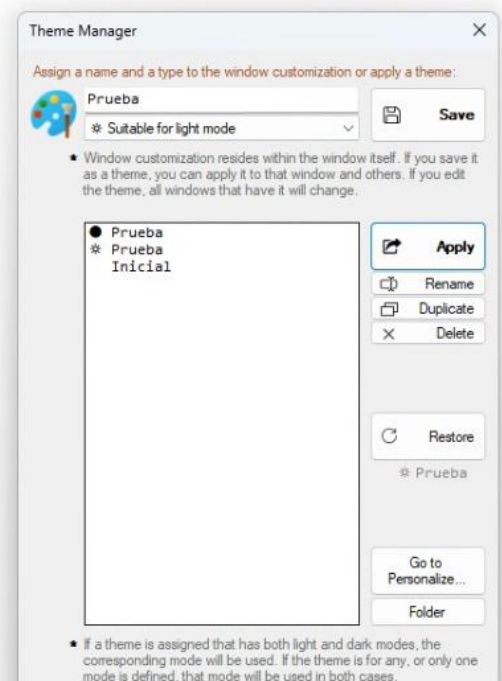 Theme Manager
Assign a name and a type to the window customization or apply a theme:
Prueba
Save
☼ Suitable for light mode
* Window customization resides within the window itself. If you save it
as a theme, you can apply it to that window and others. If you edit
the theme, all windows that have it will change.
● Prueba
☼ Prueba
Inicial
Apply
Rename
Duplicate
Delete
Restore
☼ Prueba
Go to
Personalize...
Folder
* If a theme is assigned that has both light and dark modes, the
corresponding mode will be used. If the theme is for any, or only one
mode is defined, that mode will be used in both cases.